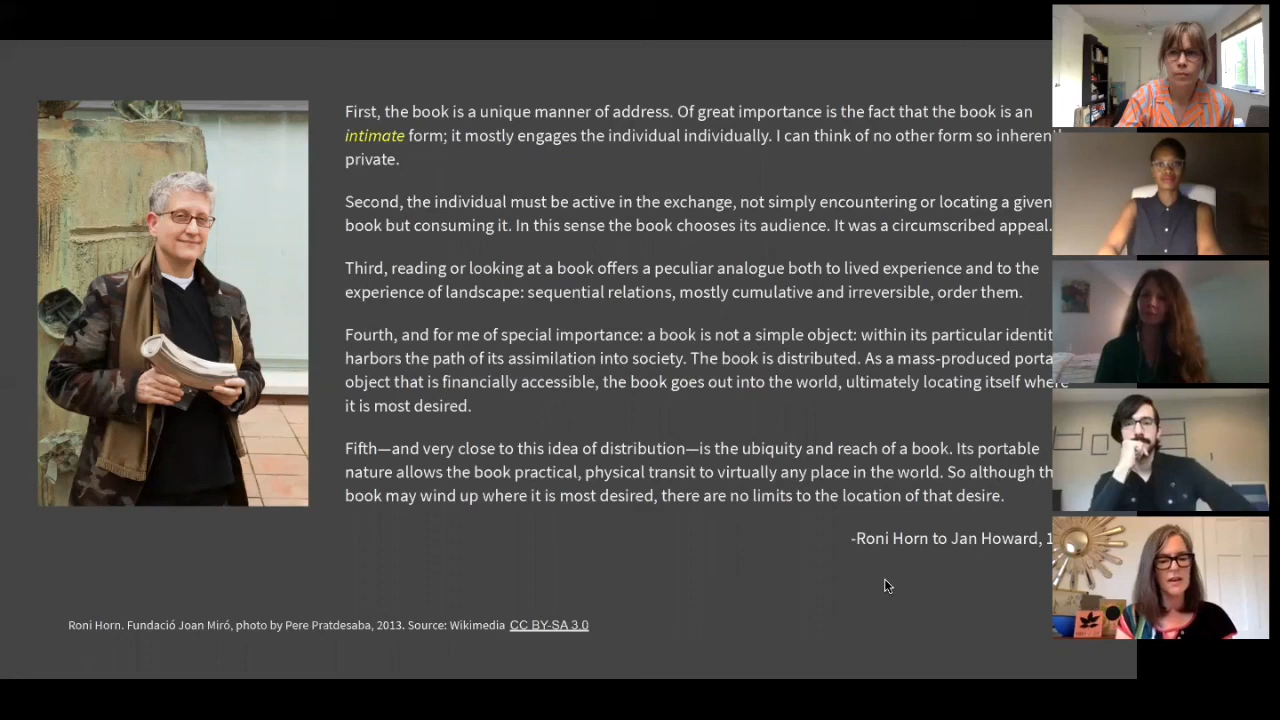 First, the book is a unique manner of address. Of great importance is the fact that the book is an
intimate form; it mostly engages the individual individually. I can think of no other form so inherent
private.
Second, the individual must be active in the exchange, not simply encountering or locating a given
book but consuming it. In this sense the book chooses its audience. It was a circumscribed appeal.
Third, reading or looking at a book offers a peculiar analogue both to lived experience and to the
experience of landscape: sequential relations, mostly cumulative and irreversible, order them.
Fourth, and for me of special importance: a book is not a simple object: within its particular identit
harbors the path of its assimilation into society. The book is distributed. As a mass-produced porta
object that is financially accessible, the book goes out into the world, ultimately locating itself where
it is most desired.
Fifth—and very close to this idea of distribution—is the ubiquity and reach of a book. Its portable
nature allows the book practical, physical transit to virtually any place in the world. So although th
book may wind up where it is most desired, there are no limits to the location of that desire.
-Roni Horn to Jan Howard, 1
Roni Horn. Fundació Joan Miró, photo by Pere Pratdesaba, 2013. Source: Wikimedia CC BY-SA 3.0